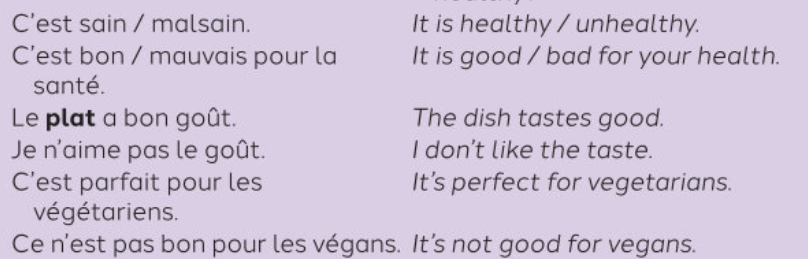 C'est sain / malsain. It is healthy / unhealthy.
C'est bon / mauvais pour la It is good / bad for your health.
santé.
Le plat a bon goût. The dish tastes good.
Je n'aime pas le goût. I don't like the taste.
C'est parfait pour les It's perfect for vegetarians.
végétariens.
Ce n'est pas bon pour les végans. It's not good for vegans.